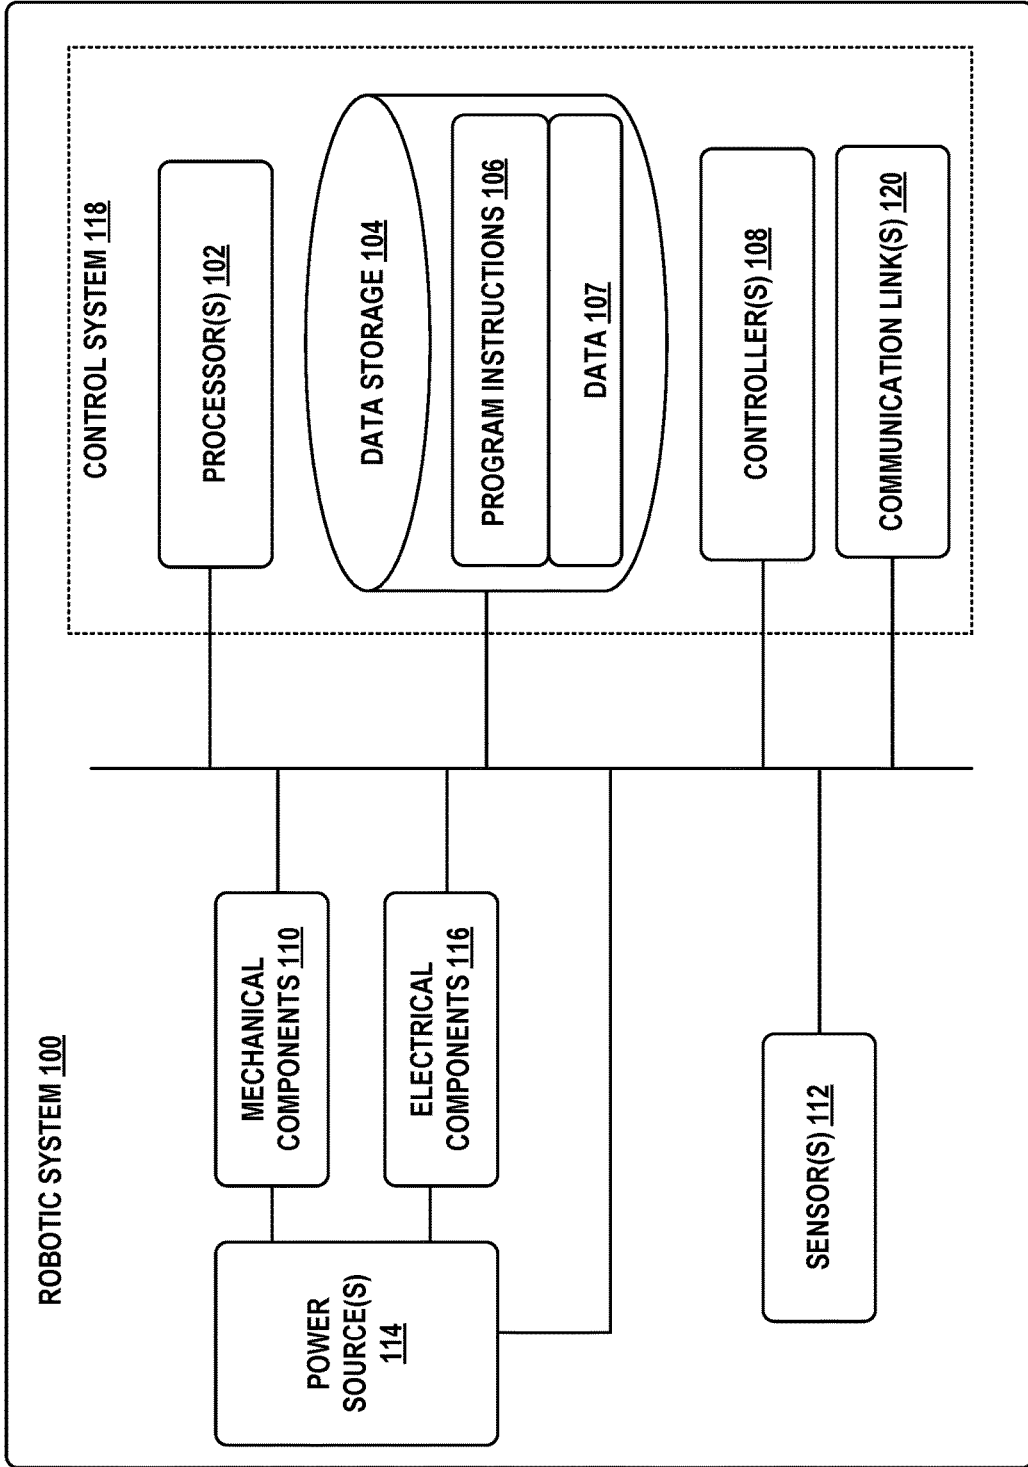 ROBOTIC SYSTEM 100
CONTROL SYSTEM 118
POWER
SOURCE(S)
114
MECHANICAL
COMPONENTS 110
ELECTRICAL
COMPONENTS 116
SENSOR(S) 112
PROCESSOR(S) 102
DATA STORAGE 104
PROGRAM INSTRUCTIONS 106
DATA 107
CONTROLLER(S) 108
COMMUNICATION LINK(S) 120